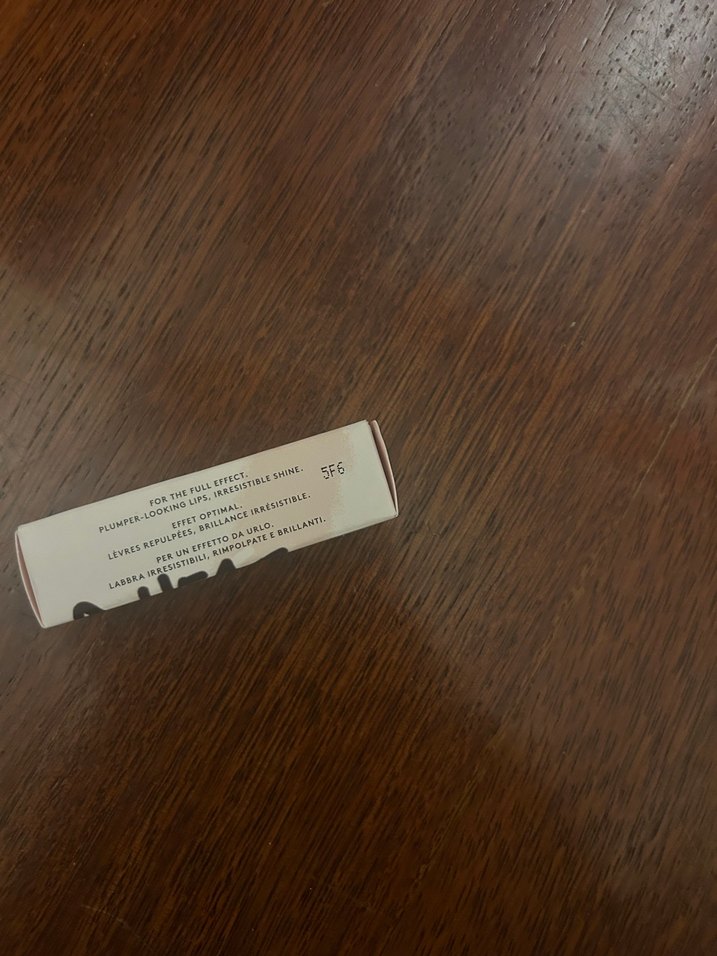 FOR THE FULL EFFECT.
PLUMPER-LOOKING LIPS, IRRESISTIBLE SHINE.
5F6
EFFET OPTIMAL.
LÈVRES REPULPÉES, BRILLANCE IRRÉSISTIBLE.
PER UN EFFETTO DA URLO.
LABBRA IRRESISTIBILI, RIMPOLPATE E BRILLANTI.